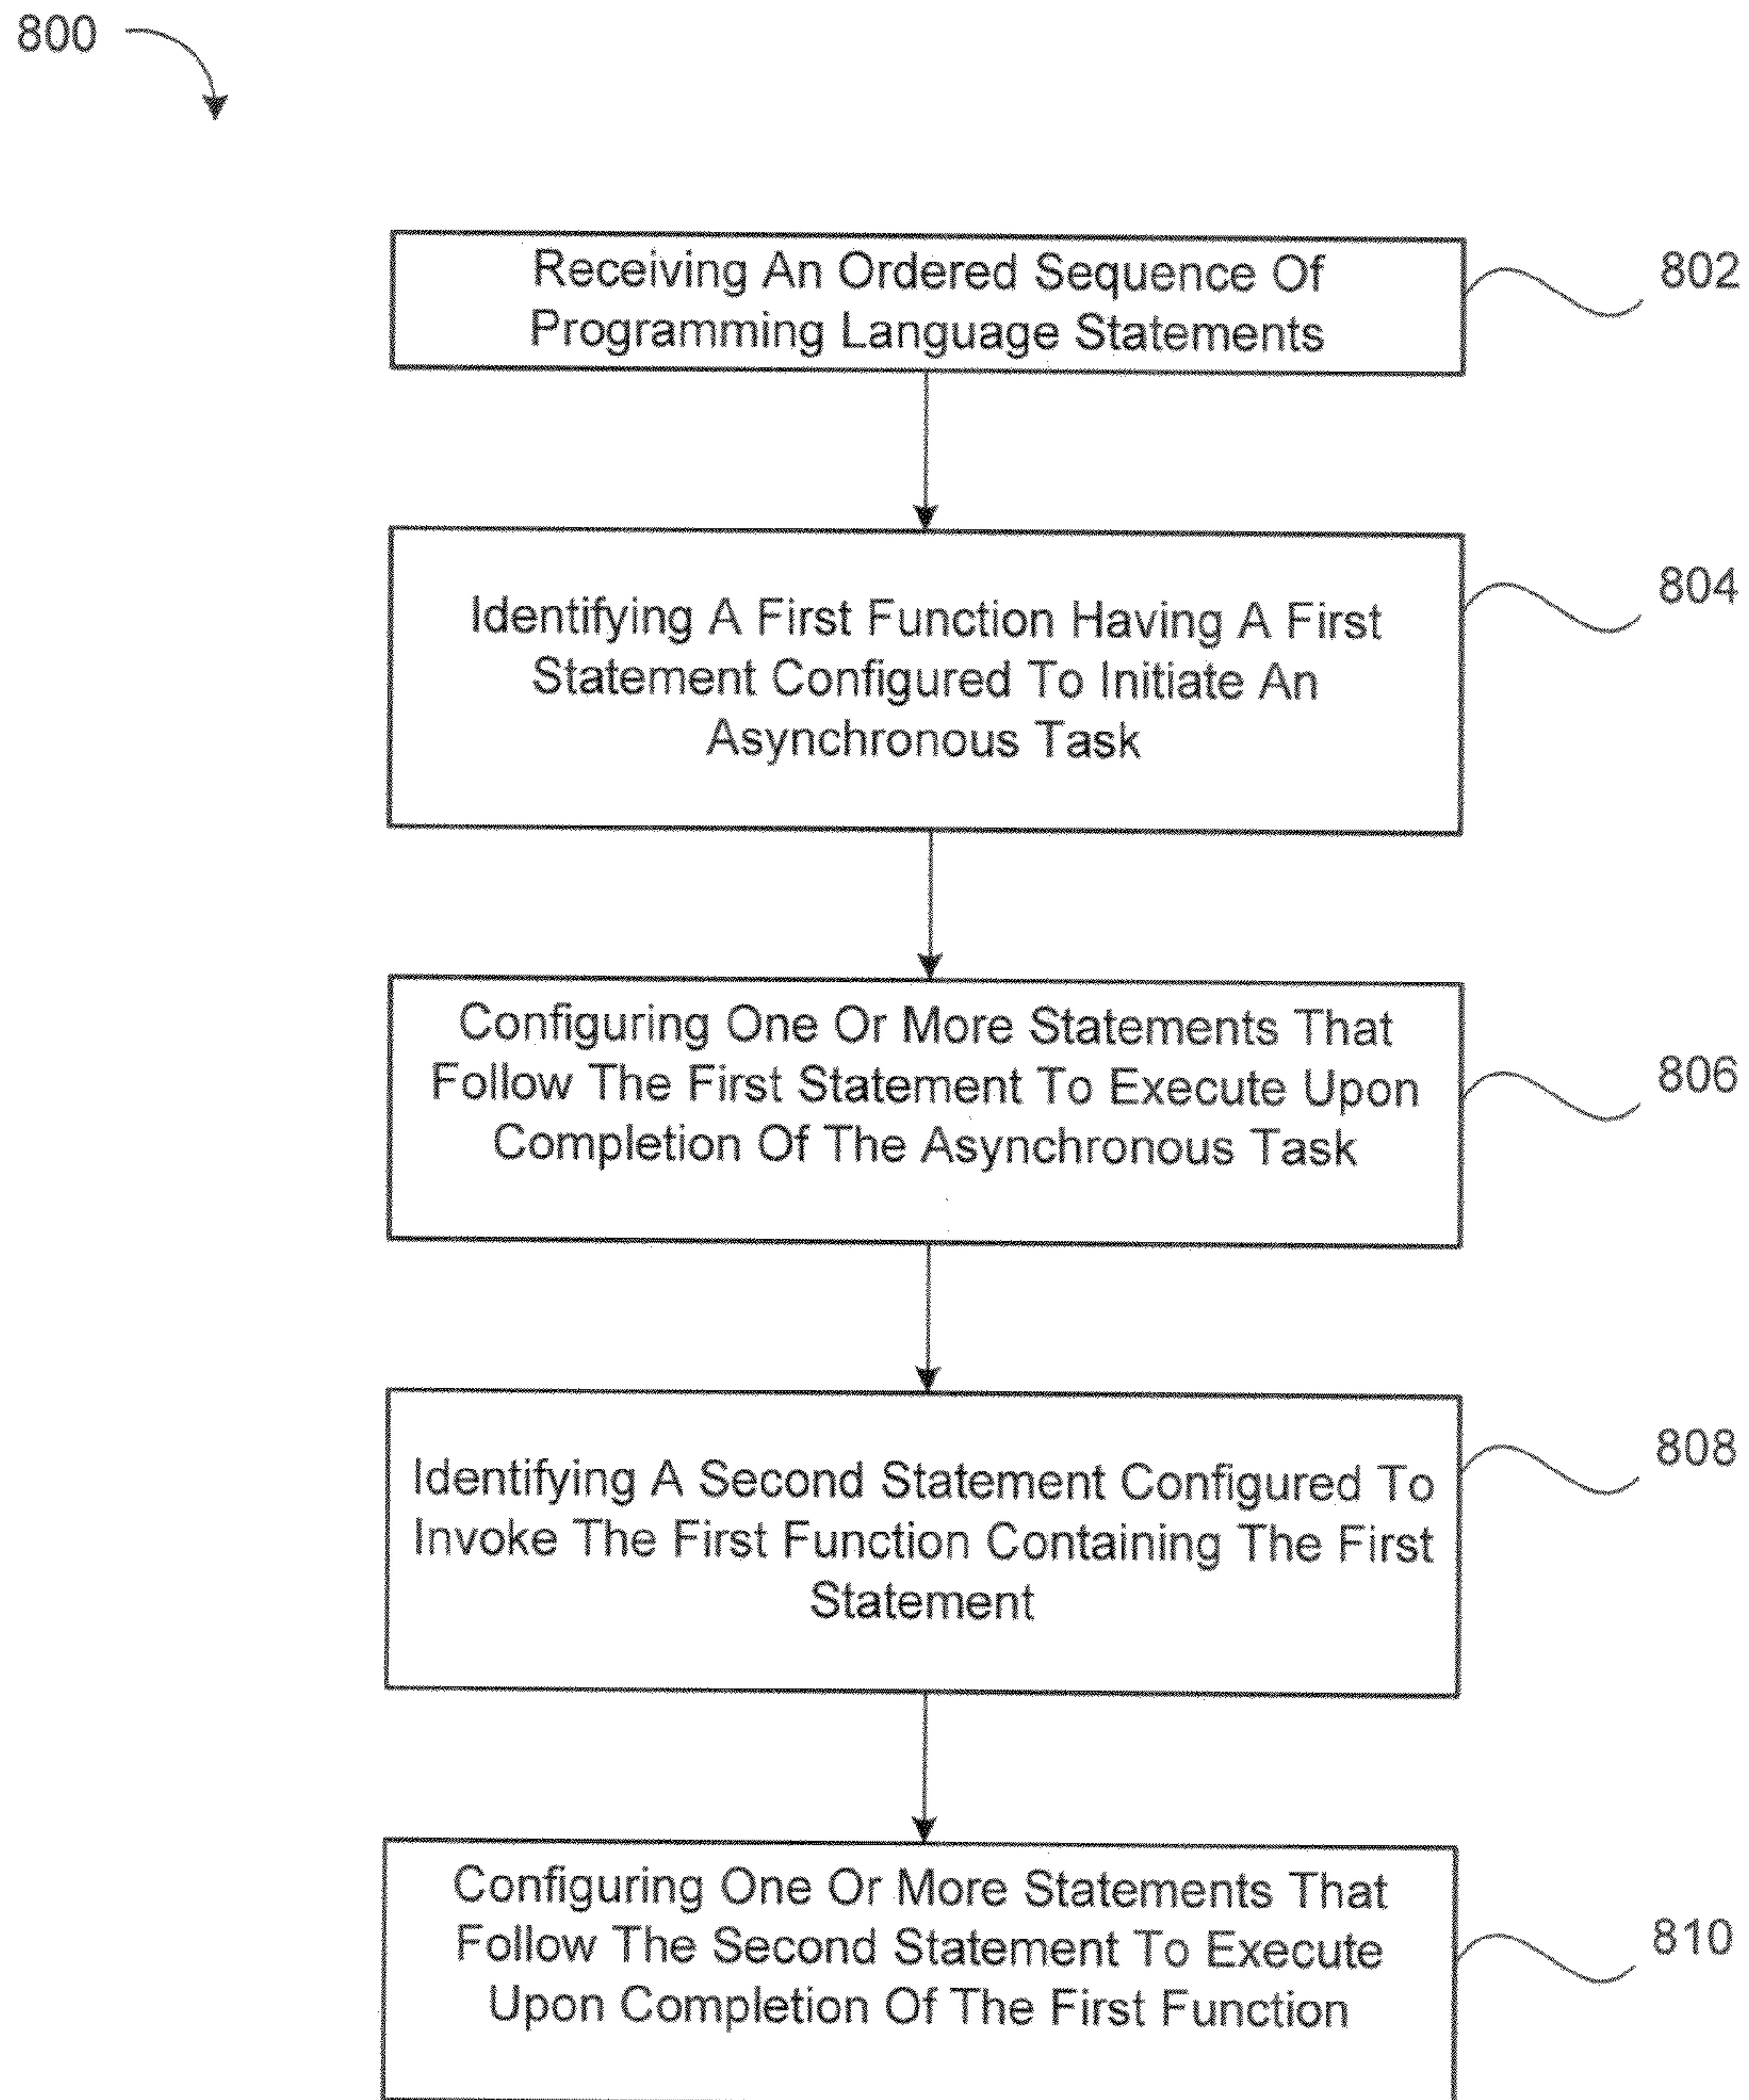 800
Receiving An Ordered Sequence Of
Programming Language Statements
802
Identifying A First Function Having A First
Statement Configured To Initiate An
Asynchronous Task
804
Configuring One Or More Statements That
Follow The First Statement To Execute Upon
Completion Of The Asynchronous Task
806
Identifying A Second Statement Configured To
Invoke The First Function Containing The First
Statement
808
Configuring One Or More Statements That
Follow The Second Statement To Execute
Upon Completion Of The First Function
810